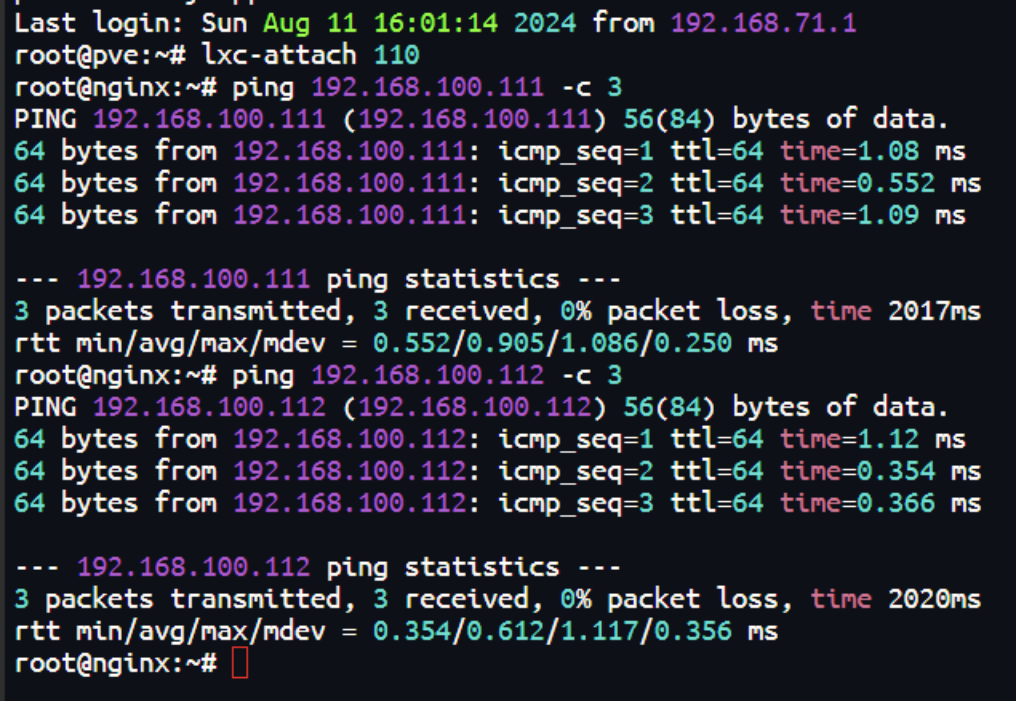 Last login: Sun Aug 11 16:01:14 2024 from 192.168.71.1
root@pve:~# lxc-attach 110
root@nginx:~# ping 192.168.100.111 -c 3
PING 192.168.100.111 (192.168.100.111) 56(84) bytes of data.
64 bytes from 192.168.100.111: icmp_seq=1 ttl=64 time=1.08 ms
64 bytes from 192.168.100.111: icmp_seq=2 ttl=64 time=0.552 ms
64 bytes from 192.168.100.111: icmp_seq=3 ttl=64 time=1.09 ms

--- 192.168.100.111 ping statistics ---
3 packets transmitted, 3 received, 0% packet loss, time 2017ms
rtt min/avg/max/mdev = 0.552/0.905/1.086/0.250 ms
root@nginx:~# ping 192.168.100.112 -c 3
PING 192.168.100.112 (192.168.100.112) 56(84) bytes of data.
64 bytes from 192.168.100.112: icmp_seq=1 ttl=64 time=1.12 ms
64 bytes from 192.168.100.112: icmp_seq=2 ttl=64 time=0.354 ms
64 bytes from 192.168.100.112: icmp_seq=3 ttl=64 time=0.366 ms

--- 192.168.100.112 ping statistics ---
3 packets transmitted, 3 received, 0% packet loss, time 2020ms
rtt min/avg/max/mdev = 0.354/0.612/1.117/0.356 ms
root@nginx:~#